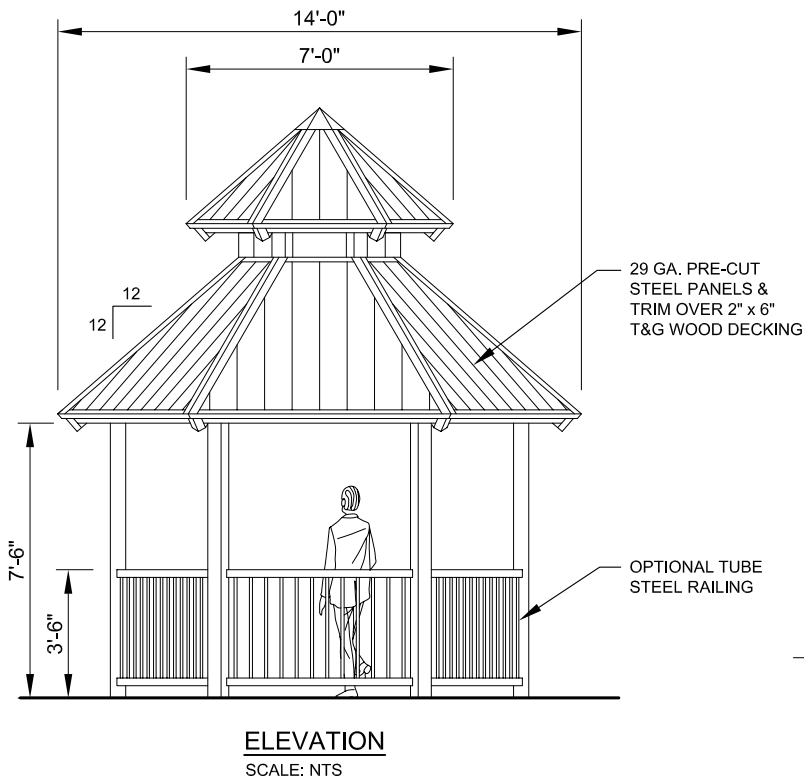 14'-0"
7'-0"
29 GA. PRE-CUT
STEEL PANELS &
TRIM OVER 2" x 6"
T&G WOOD DECKING
12
12
7'-6"
3'-6"
OPTIONAL TUBE
STEEL RAILING
ELEVATION
SCALE: NTS